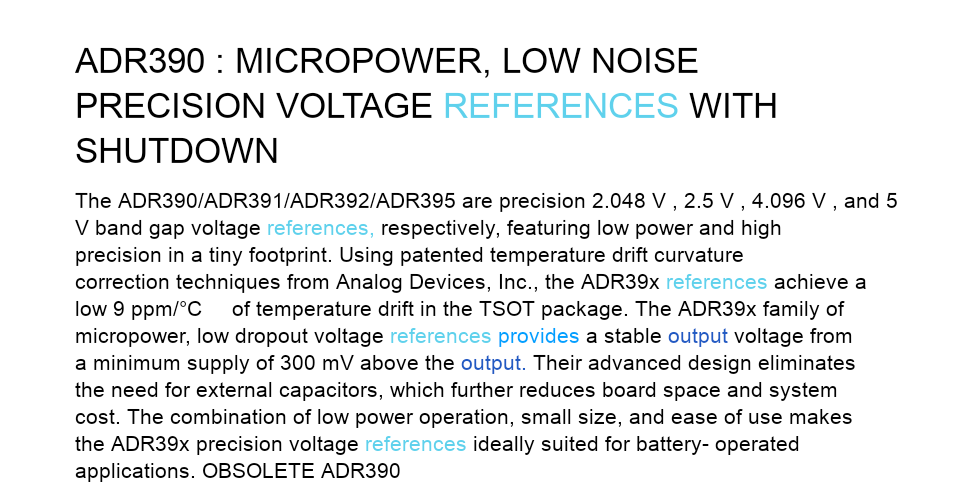 ADR390 : MICROPOWER, LOW NOISE
PRECISION VOLTAGE REFERENCES WITH
SHUTDOWN
The ADR390/ADR391/ADR392/ADR395 are precision 2.048 V , 2.5 V , 4.096 V , and 5
V band gap voltage references, respectively, featuring low power and high
precision in a tiny footprint. Using patented temperature drift curvature
correction techniques from Analog Devices, Inc., the ADR39x references achieve a
low 9 ppm/°C of temperature drift in the TSOT package. The ADR39x family of
micropower, low dropout voltage references provides a stable output voltage from
a minimum supply of 300 mV above the output. Their advanced design eliminates
the need for external capacitors, which further reduces board space and system
cost. The combination of low power operation, small size, and ease of use makes
the ADR39x precision voltage references ideally suited for battery- operated
applications. OBSOLETE ADR390